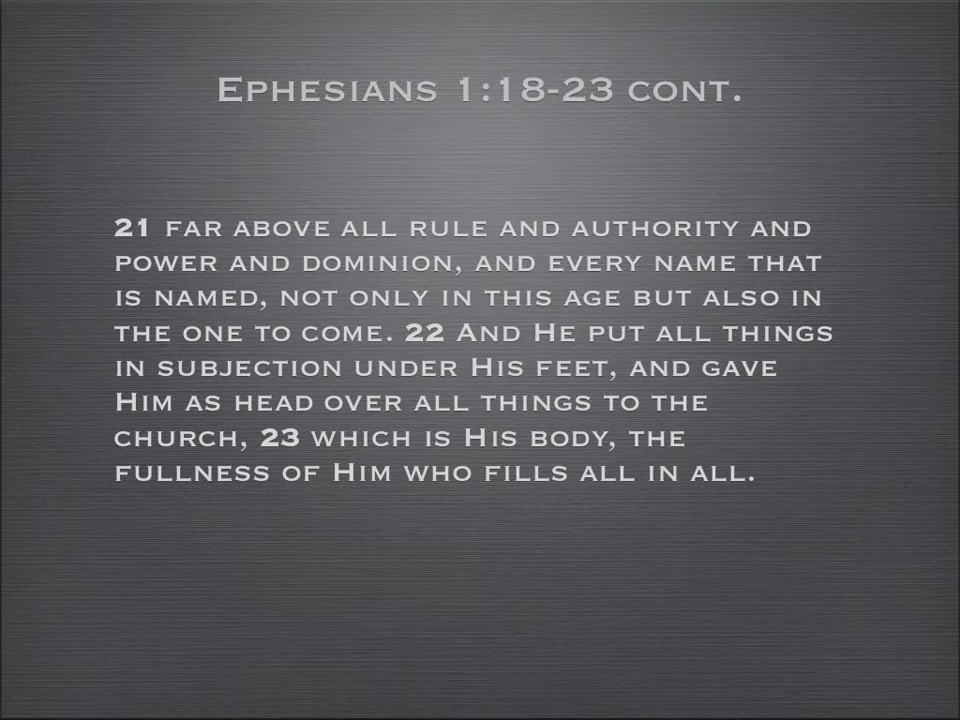 Ephesians 1:18-23 cont.
21 far above all rule and authority and
power and dominion, and every name that
is named, not only in this age but also in
the one to come. 22 And He put all things
in subjection under His feet, and gave
Him as head over all things to the
church, 23 which is His body, the
fullness of Him who fills all in all.